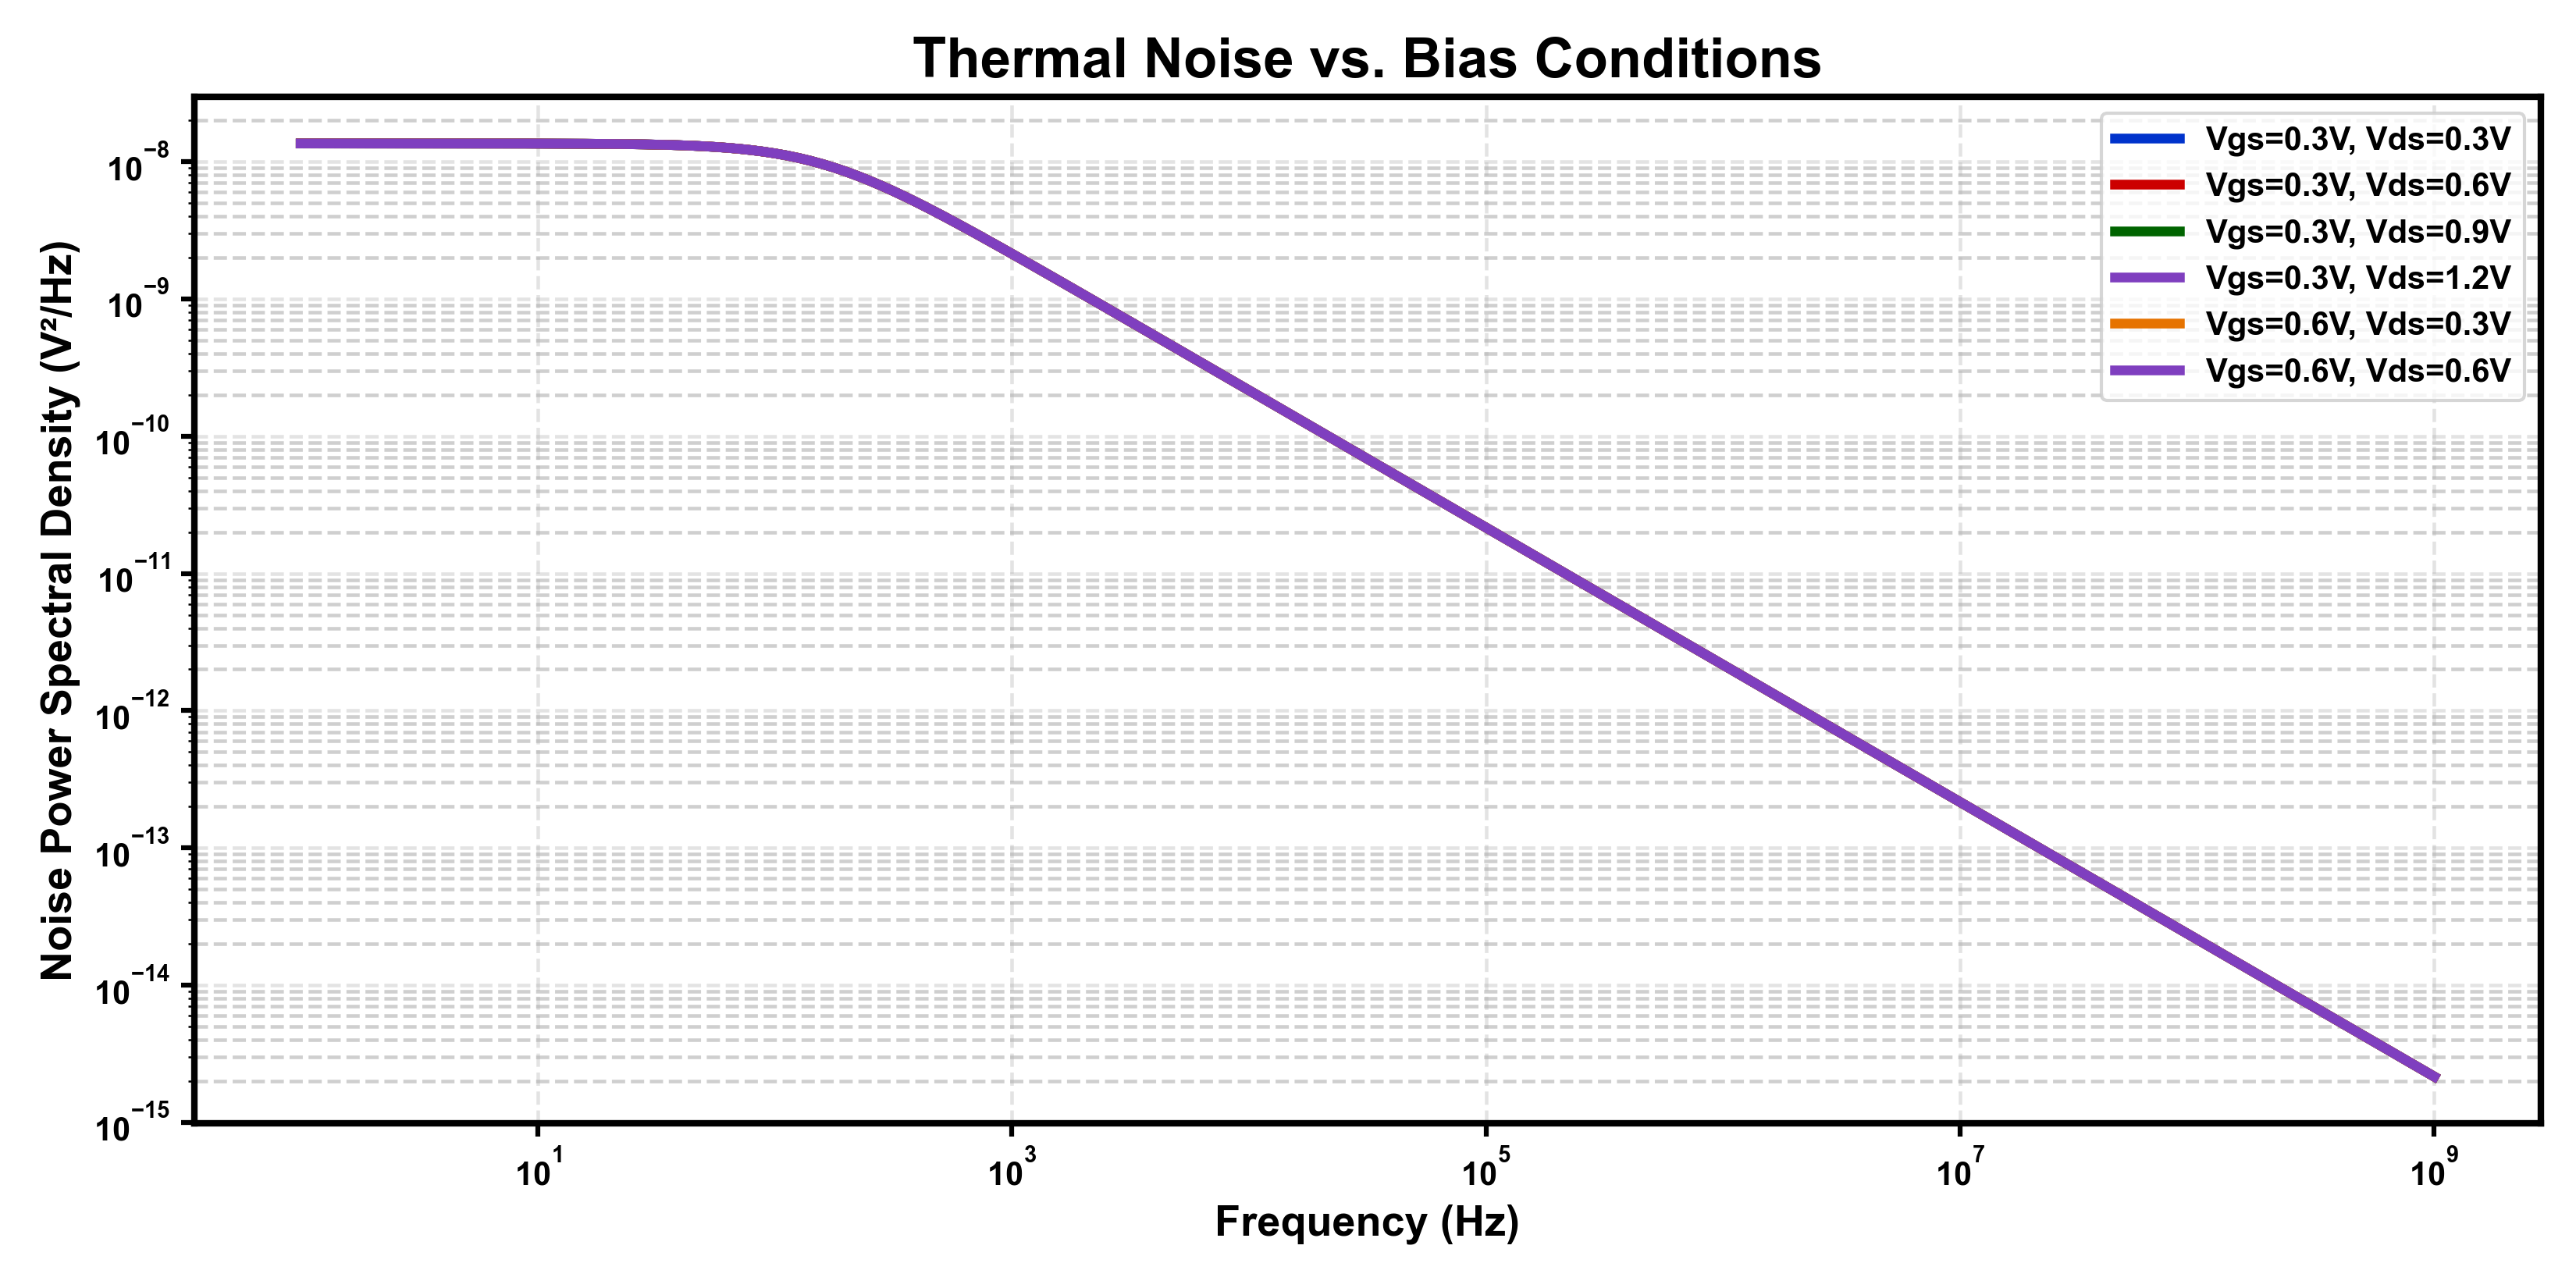 Thermal Noise vs. Bias Conditions
Noise Power Spectral Density (V²/Hz)
10⁻⁸
10⁻⁹
10⁻¹⁰
10⁻¹¹
10⁻¹²
10⁻¹³
10⁻¹⁴
10⁻¹⁵
Vgs=0.3V, Vds=0.3V
Vgs=0.3V, Vds=0.6V
Vgs=0.3V, Vds=0.9V
Vgs=0.3V, Vds=1.2V
Vgs=0.6V, Vds=0.3V
Vgs=0.6V, Vds=0.6V
10¹ 10³ 10⁵ 10⁷ 10⁹
Frequency (Hz)